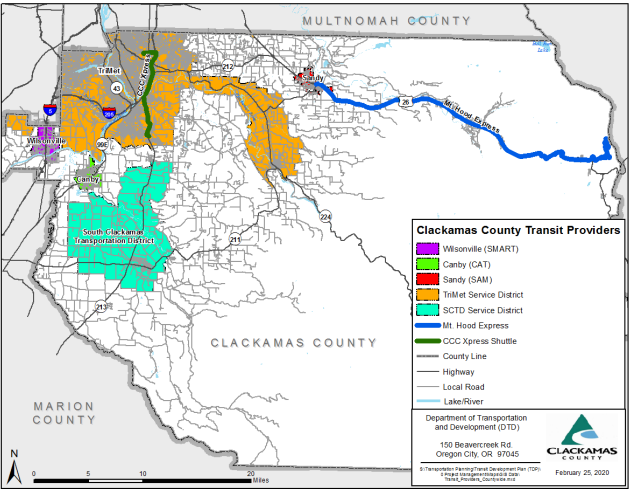 MULTNOMAH COUNTY
TriMet
CCC Xpress
212
43
Sandy
26
Mt. Hood Express
5
205
Wilsonville
99E
Canby
224
South Clackamas
Transportation District
211
213
CLACKAMAS COUNTY
MARION
COUNTY
Clackamas County Transit Providers
Wilsonville (SMART)
Canby (CAT)
Sandy (SAM)
TriMet Service District
SCTD Service District
Mt. Hood Express
CCC Xpress Shuttle
County Line
Highway
Local Road
Lake/River
Department of Transportation
and Development (DTD)
150 Beavercreek Rd.
Oregon City, OR 97045
CLACKAMAS
COUNTY
February 25, 2020
N
0 5 10 20
Miles